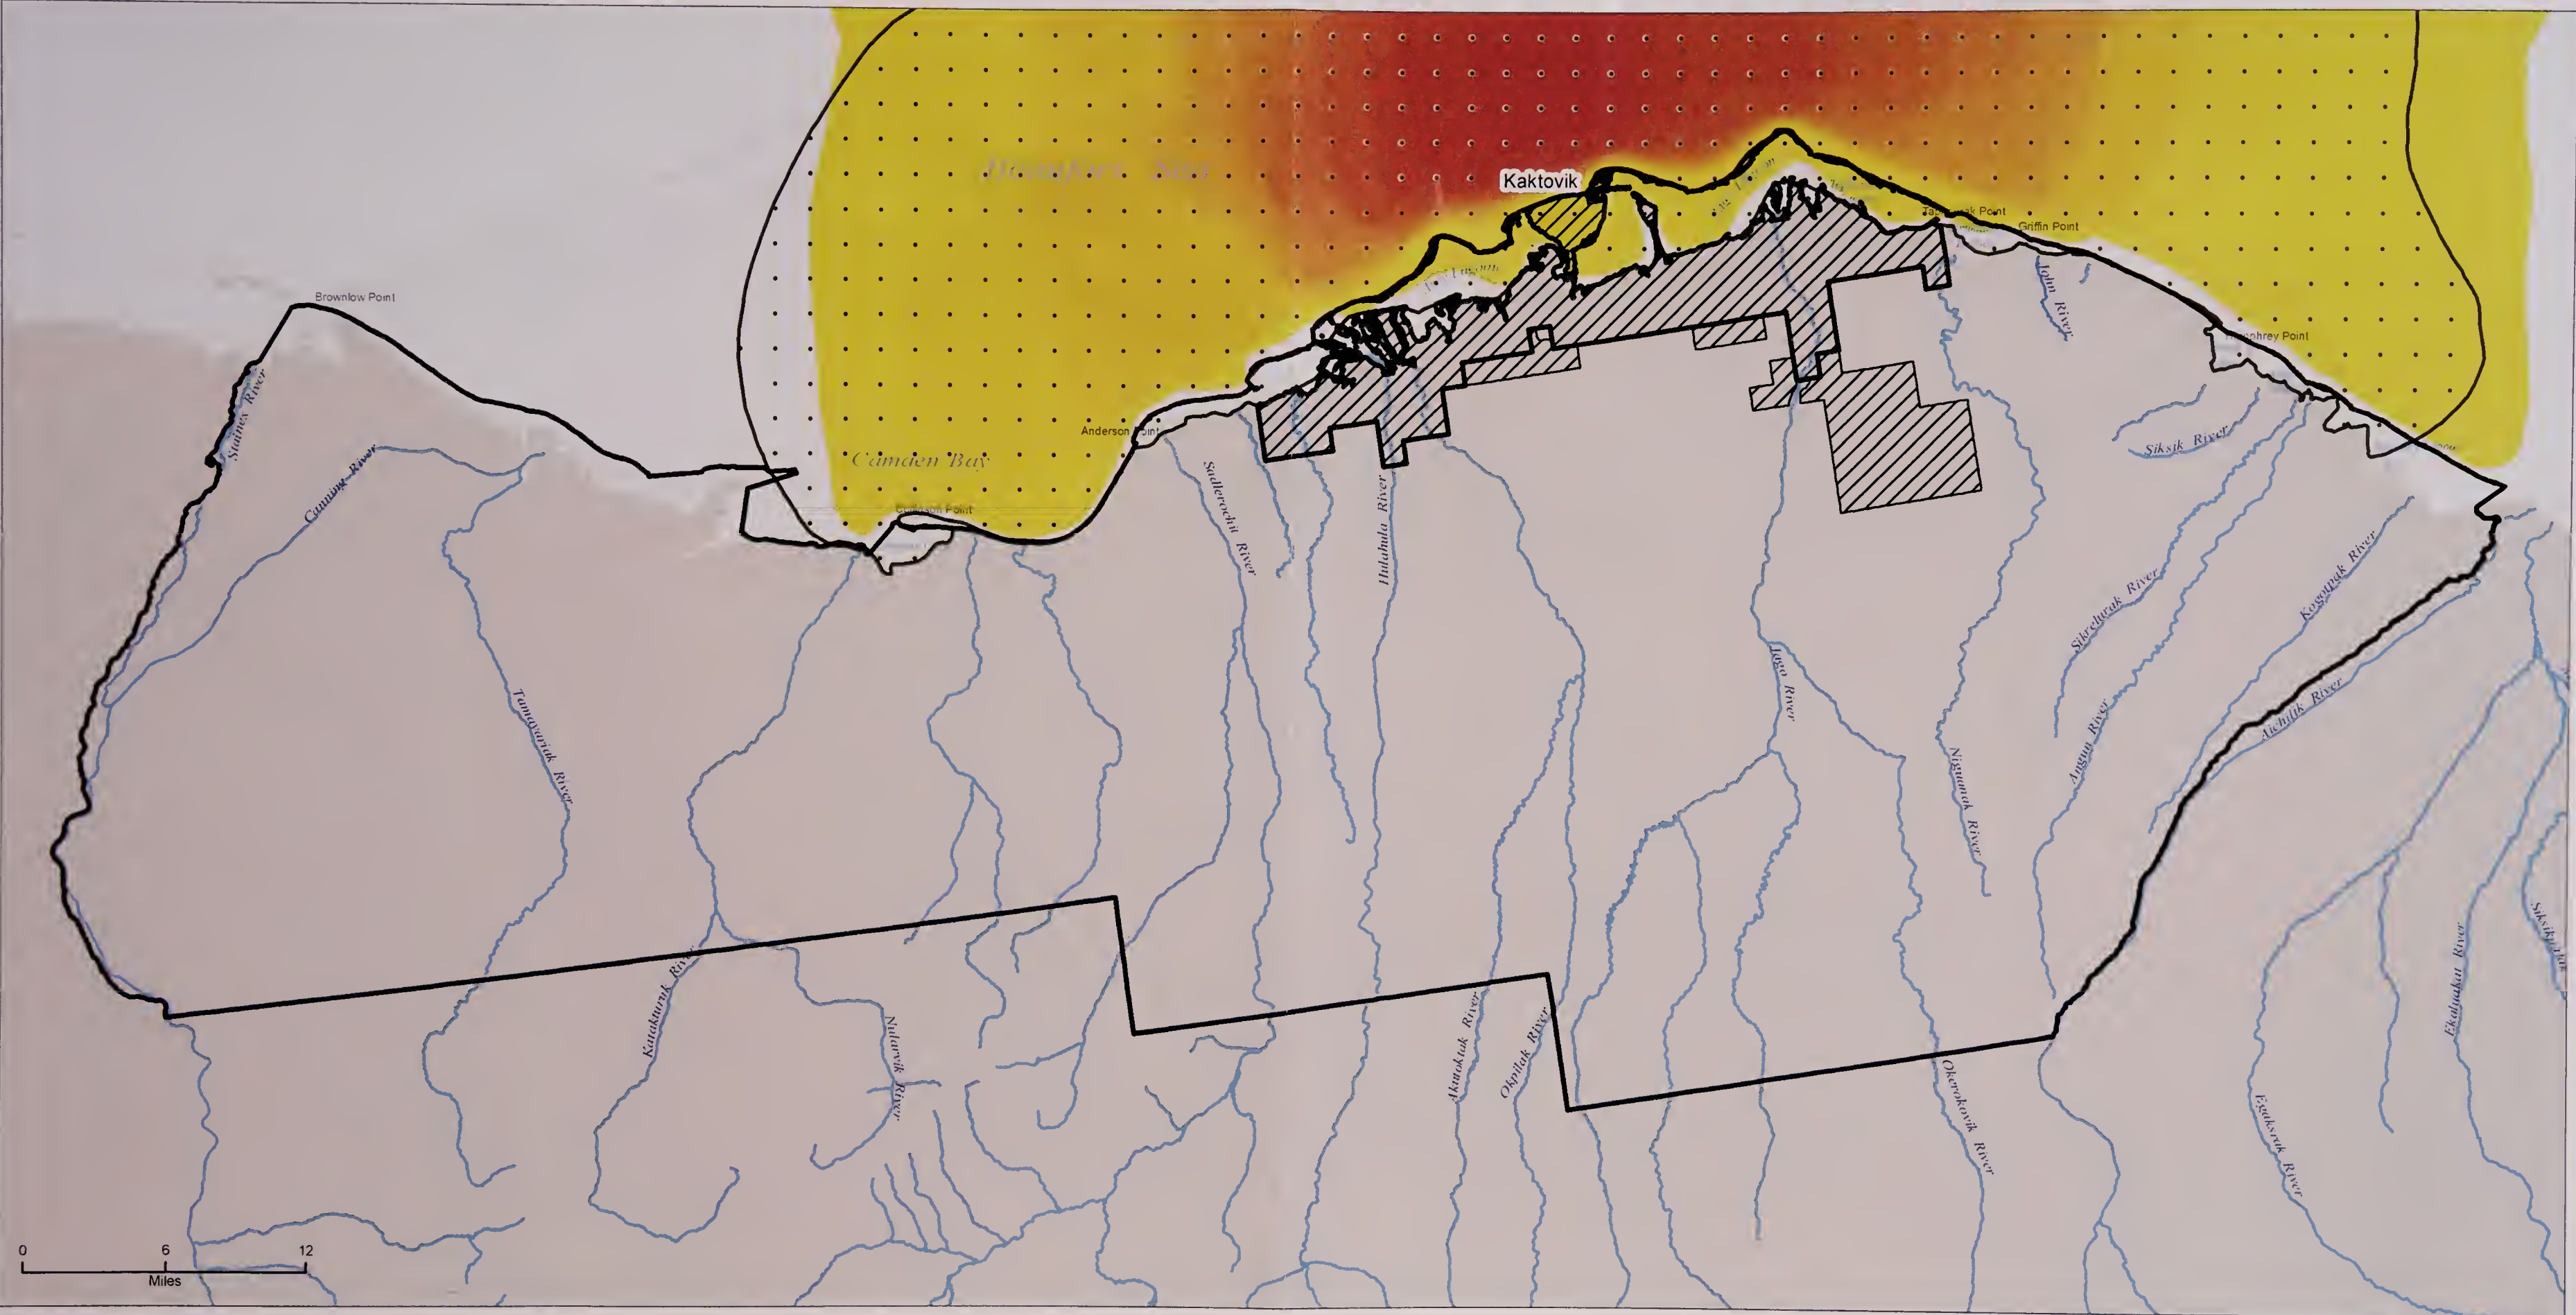 Beaufort Sea
Kaktovik
Griffin Point
Brownlow Point
John River
Lagoon
Staines River
Anderson Point
Siksik River
Camden Bay
Canning River
Sadlerochit River
Hulahula River
Sikrelurak River
Kogotpak River
Jago River
Tamayariak River
Angun River
Aichilik River
Niguanak River
Katakturuk River
Nularvik River
Akutoktak River
Okpilak River
Okerokovik River
Egaksrak River
Ekaluakat River
0 6 12
Miles